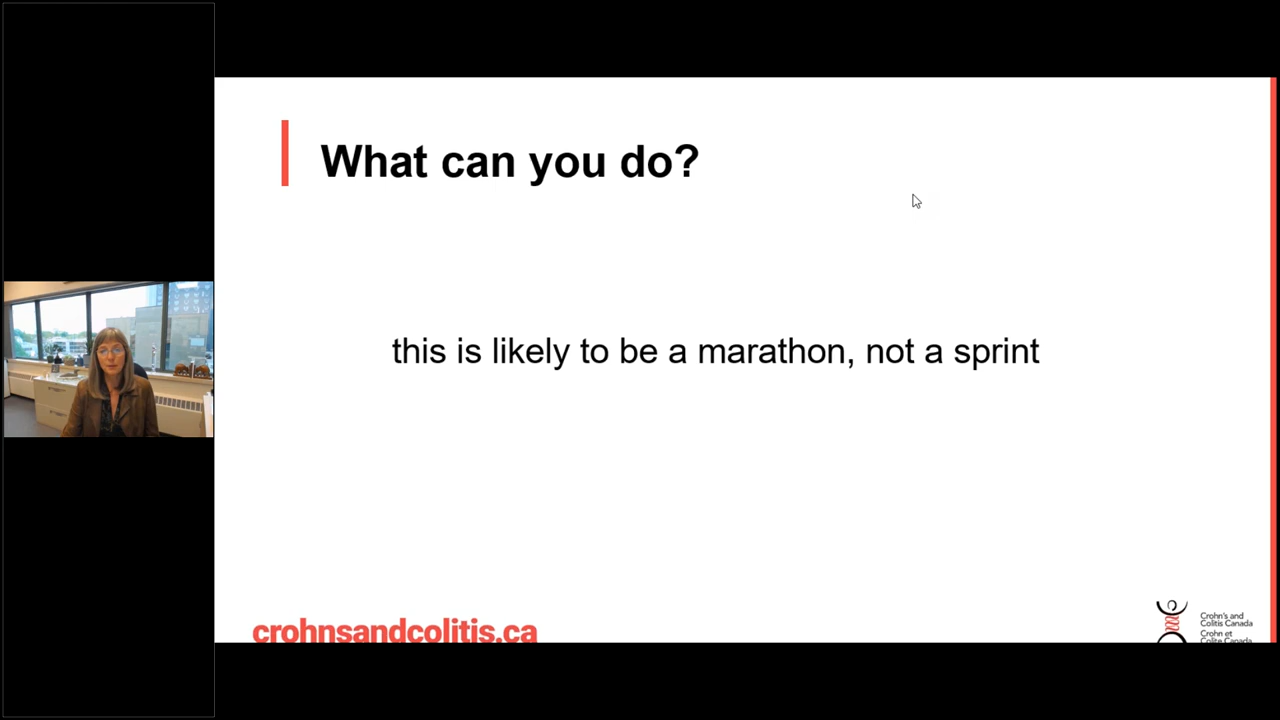 What can you do?
this is likely to be a marathon, not a sprint
crohnsandcolitis.ca
Crohn's and
Colitis Canada
Crohn et
Colite Canada